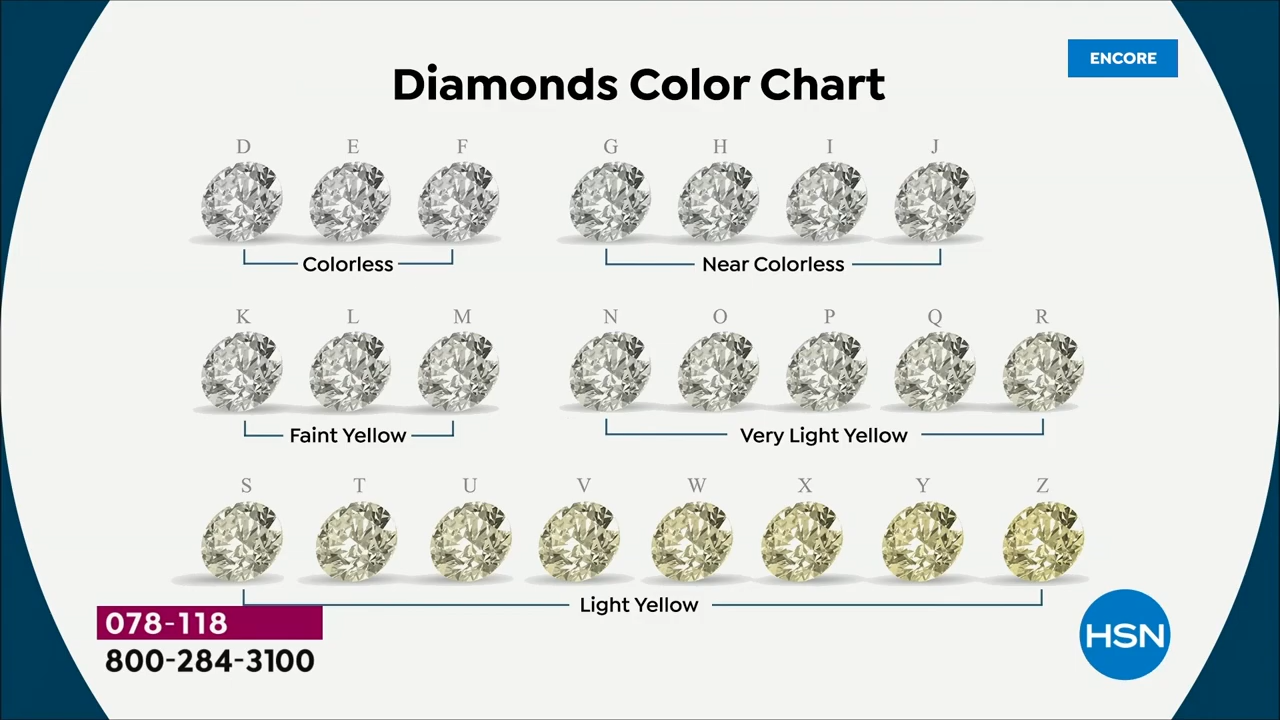 ENCORE
Diamonds Color Chart
D E F G H I J
Colorless Near Colorless
K L M N O P Q R
Faint Yellow Very Light Yellow
S T U V W X Y Z
Light Yellow
078-118
800-284-3100
HSN